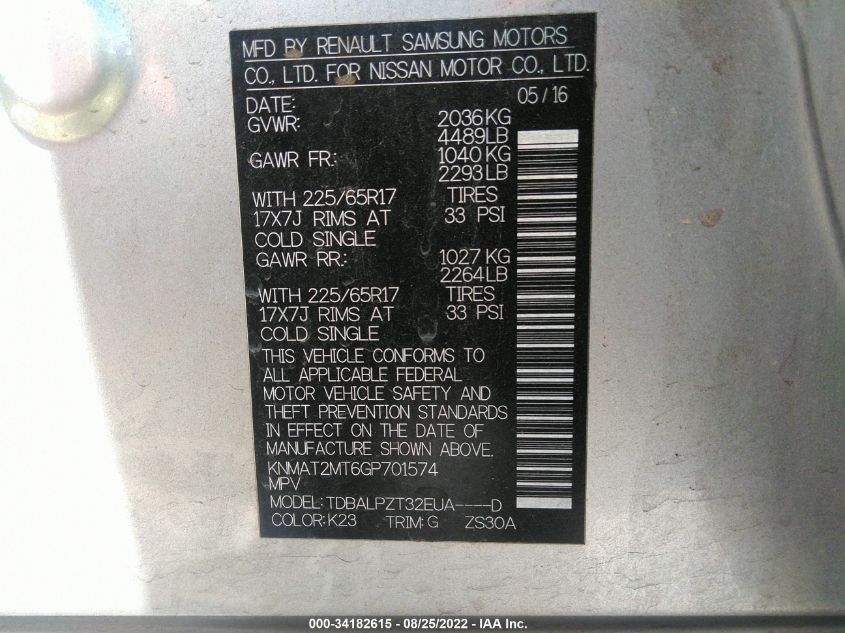 MFD BY RENAULT SAMSUNG MOTORS
CO., LTD. FOR NISSAN MOTOR CO., LTD.
DATE: 05/16
GVWR: 2036KG
4489LB
GAWR FR.: 1040KG
2293LB
WITH 225/65R17 TIRES
17X7J RIMS AT 33 PSI
COLD SINGLE
GAWR RR.: 1027KG
2264LB
WITH 225/65R17 TIRES
17X7J RIMS AT 33 PSI
COLD SINGLE
THIS VEHICLE CONFORMS TO
ALL APPLICABLE FEDERAL
MOTOR VEHICLE SAFETY AND
THEFT PREVENTION STANDARDS
IN EFFECT ON THE DATE OF
MANUFACTURE SHOWN ABOVE.
KNMAT2MT6GP701574
MPV
MODEL: TDBALPZT32EUA----D
COLOR: K23 TRIM: G ZS30A
000-34182615 - 08/25/2022 - IAA Inc.